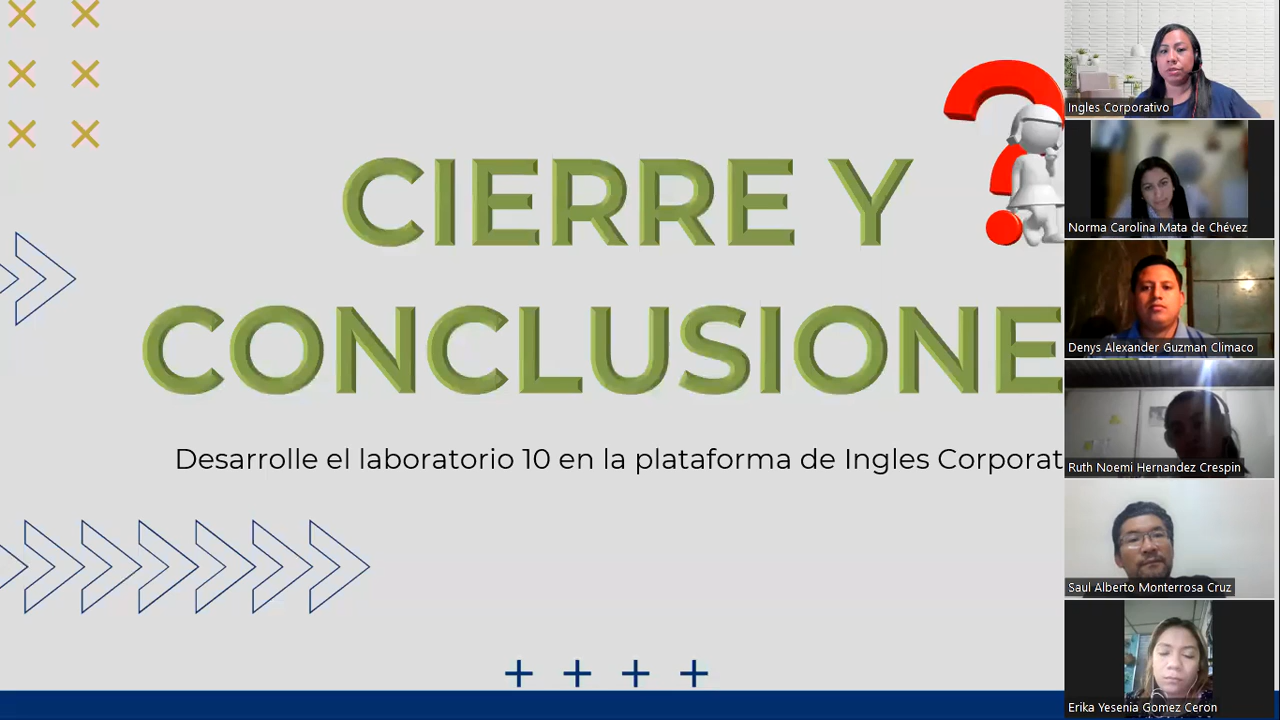 CIERRE Y
CONCLUSIONE
Desarrolle el laboratorio 10 en la plataforma de Ingles Corporat
Ingles Corporativo
Norma Carolina Mata de Chévez
Denys Alexander Guzman Climaco
Ruth Noemi Hernandez Crespin
Saul Alberto Monterrosa Cruz
Erika Yesenia Gomez Ceron